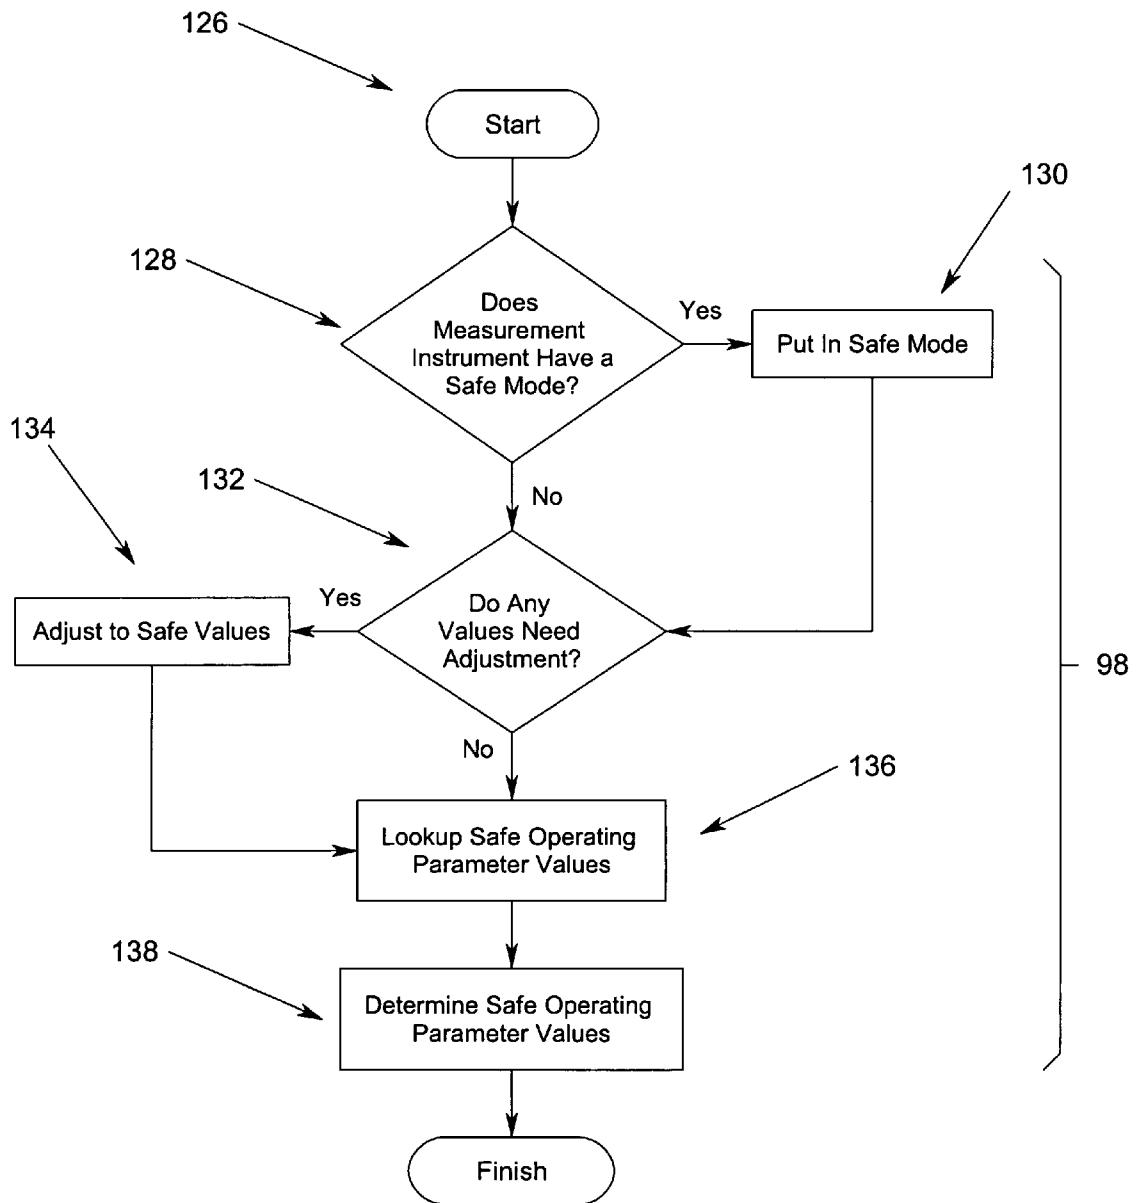 126
Start
130
128
Does
Measurement
Instrument Have a
Safe Mode?
Yes
Put In Safe Mode
134
132
No
Yes
Do Any
Values Need
Adjustment?
Adjust to Safe Values
98
No
136
Lookup Safe Operating
Parameter Values
138
Determine Safe Operating
Parameter Values
Finish